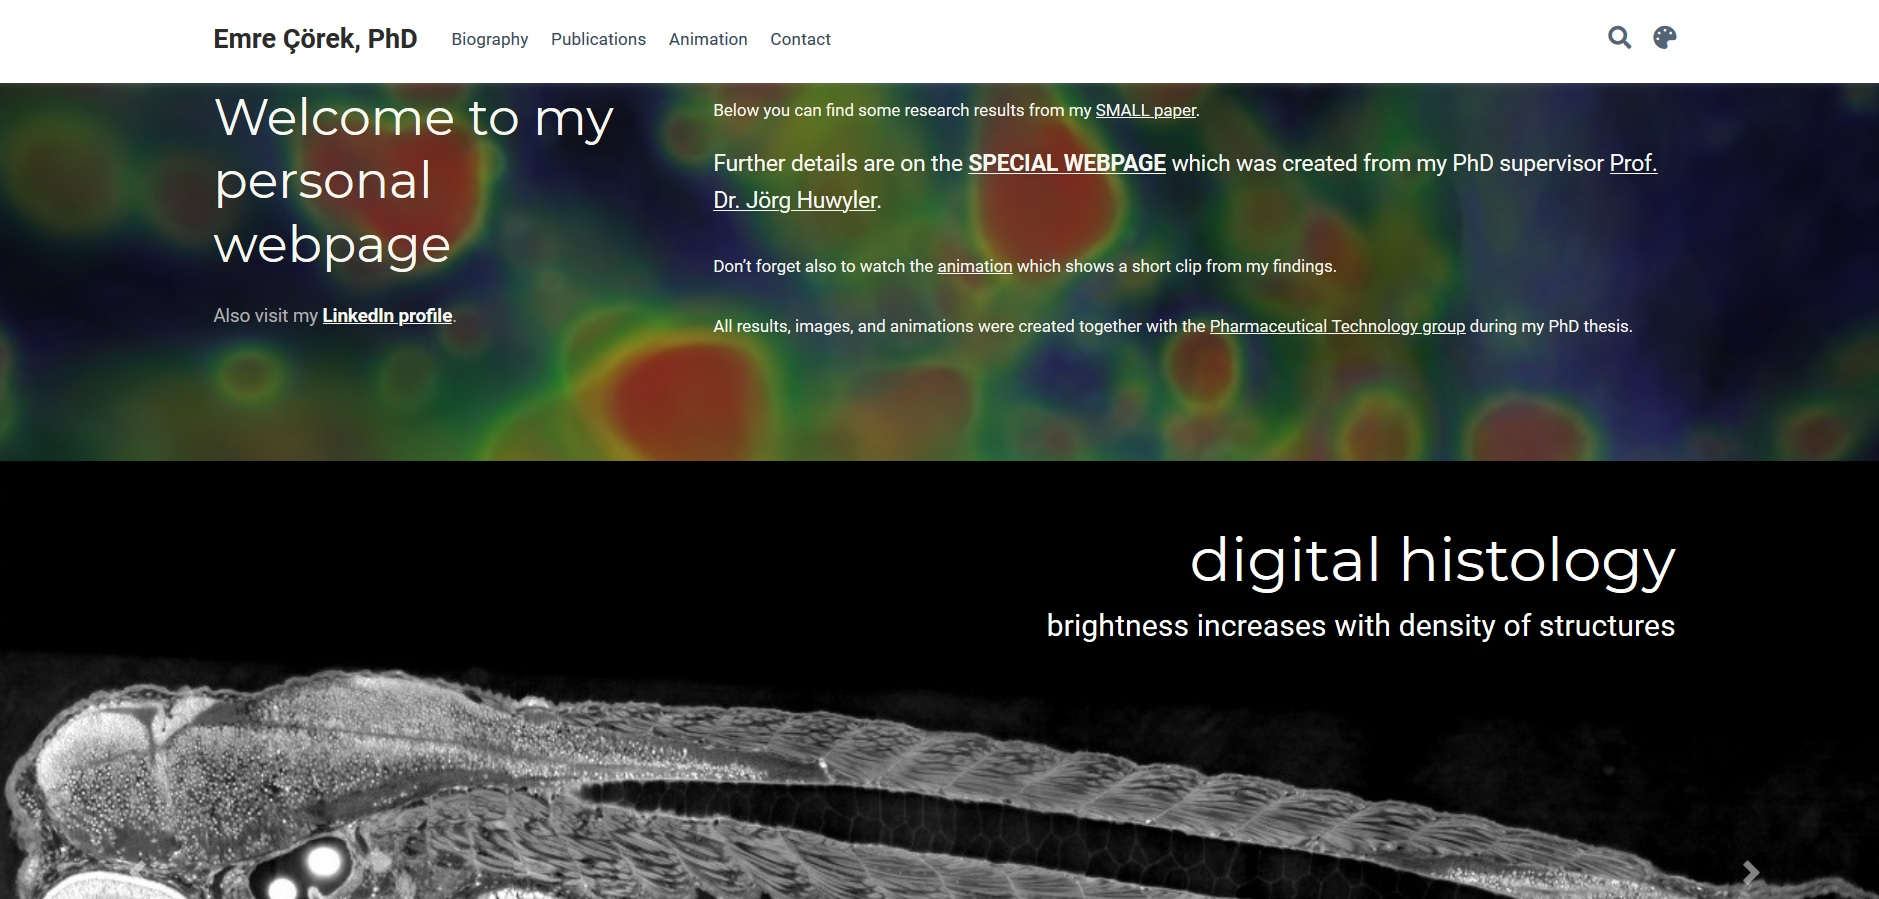 Emre Çörek, PhD Biography Publications Animation Contact
Welcome to my
personal
webpage
Also visit my LinkedIn profile.
Below you can find some research results from my SMALL paper.
Further details are on the SPECIAL WEBPAGE which was created from my PhD supervisor Prof.
Dr. Jörg Huwyler.
Don’t forget also to watch the animation which shows a short clip from my findings.
All results, images, and animations were created together with the Pharmaceutical Technology group during my PhD thesis.
digital histology
brightness increases with density of structures